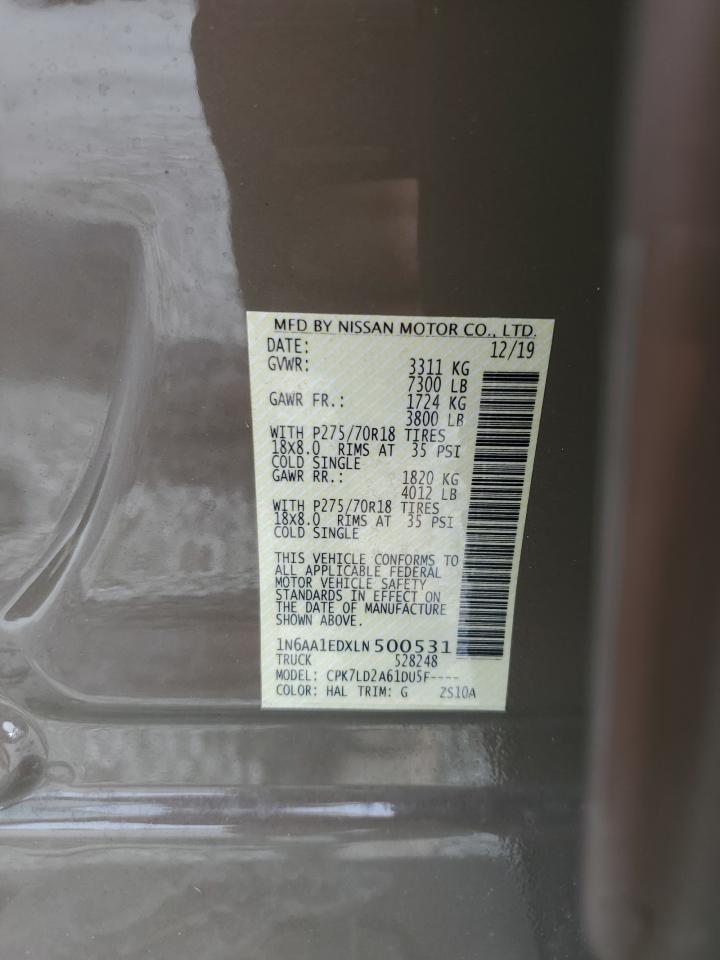 MFD BY NISSAN MOTOR CO., LTD.
DATE: 12/19
GVWR: 3311 KG
7300 LB
GAWR FR.: 1724 KG
3800 LB
WITH P275/70R18 TIRES
18X8.0 RIMS AT 35 PSI
COLD SINGLE
GAWR RR.: 1820 KG
4012 LB
WITH P275/70R18 TIRES
18X8.0 RIMS AT 35 PSI
COLD SINGLE
THIS VEHICLE CONFORMS TO
ALL APPLICABLE FEDERAL
MOTOR VEHICLE SAFETY
STANDARDS IN EFFECT ON
THE DATE OF MANUFACTURE
SHOWN ABOVE.
1N6AA1EDXLN500531
TRUCK 528248
MODEL: CPK7LD2A61DU5F----
COLOR: HAL TRIM: G ZS10A